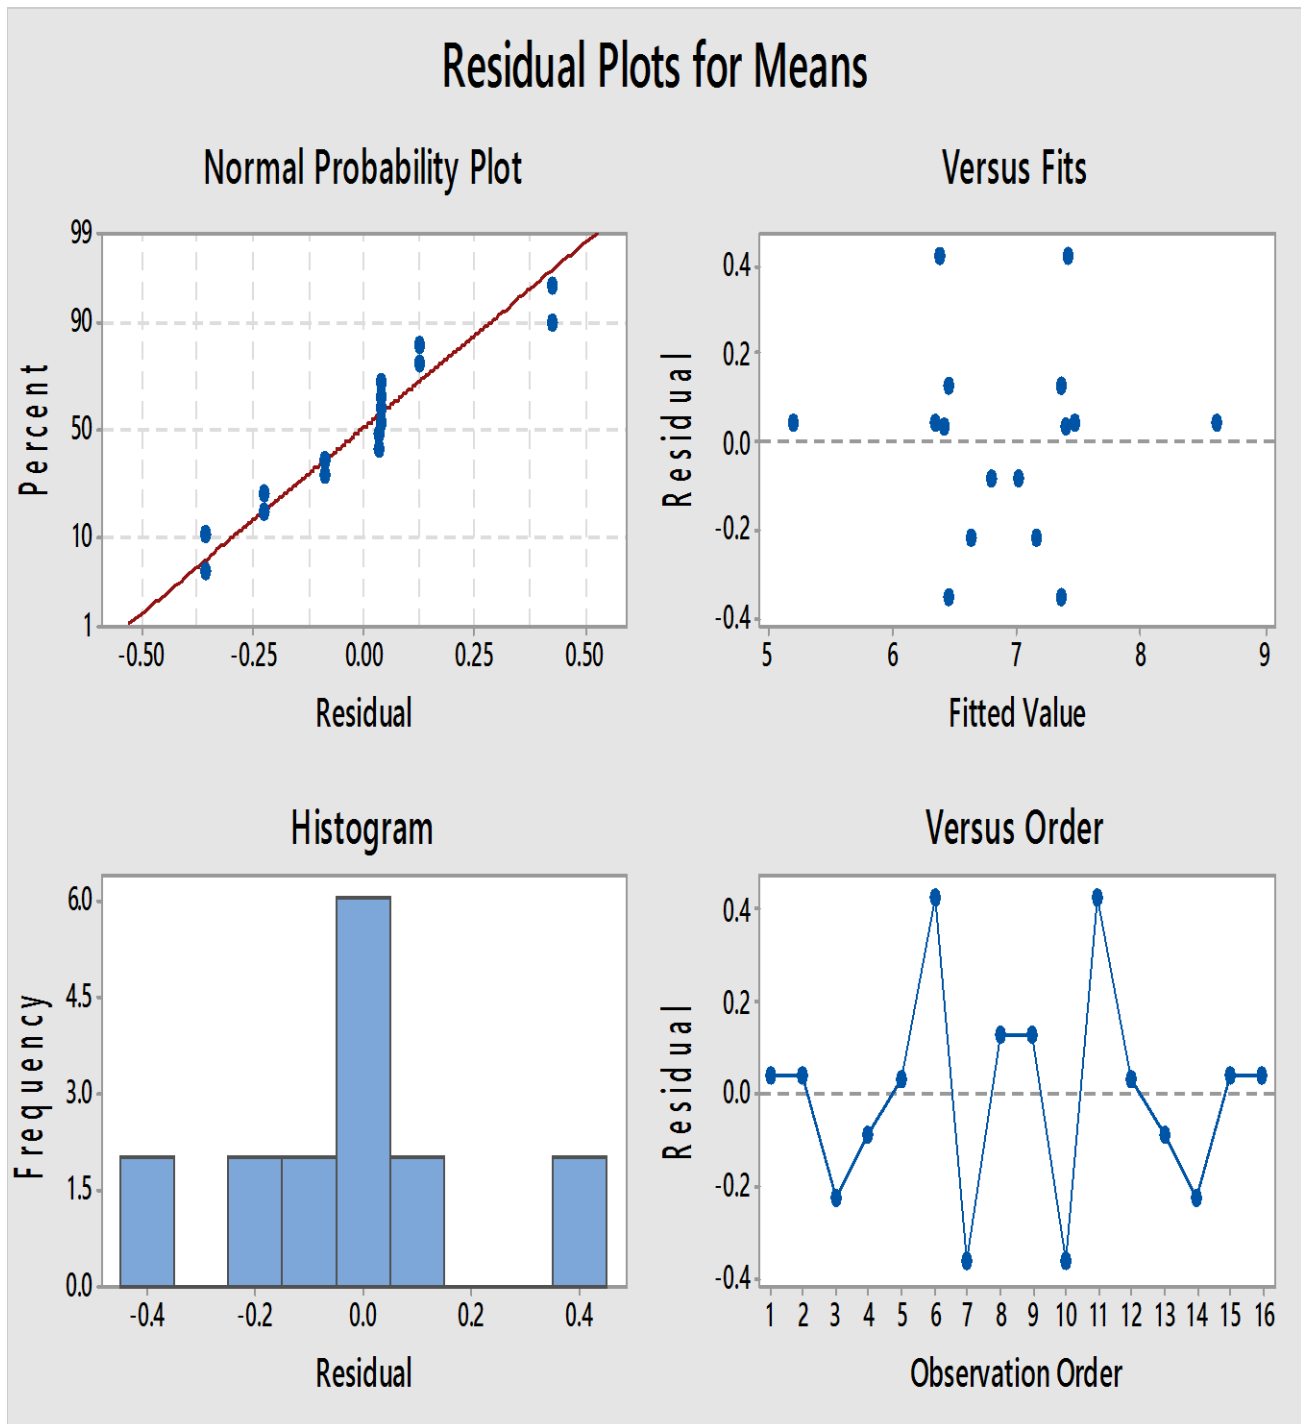 Residual Plots for Means
Normal Probability Plot
99
90
50
10
1
Percent
-0.50 -0.25 0.00 0.25 0.50
Residual
Versus Fits
0.4
0.2
0.0
-0.2
-0.4
Residual
5 6 7 8 9
Fitted Value
Histogram
6.0
4.5
3.0
1.5
0.0
Frequency
-0.4 -0.2 0.0 0.2 0.4
Residual
Versus Order
0.4
0.2
0.0
-0.2
-0.4
Residual
1 2 3 4 5 6 7 8 9 10 11 12 13 14 15 16
Observation Order